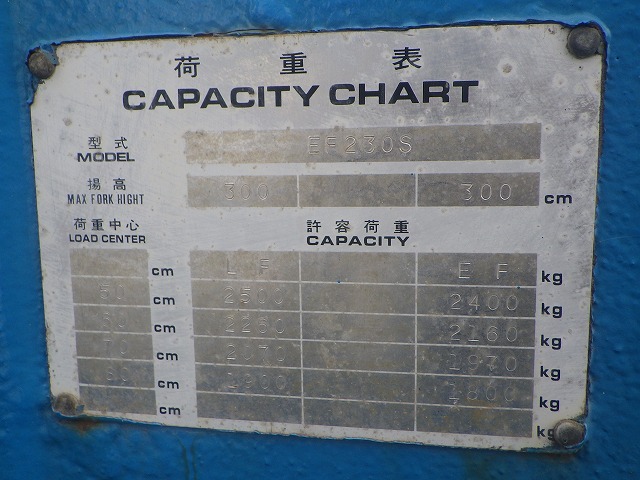 荷重表
CAPACITY CHART
型式 MODEL EF230S
揚高 MAX FORK HIGHT 300 300 cm
荷重中心 LOAD CENTER 許容荷重 CAPACITY
cm L F E F kg
cm 2500 2400 kg
cm 2160 kg
cm 1970 kg
cm 1900 1800 kg
kg